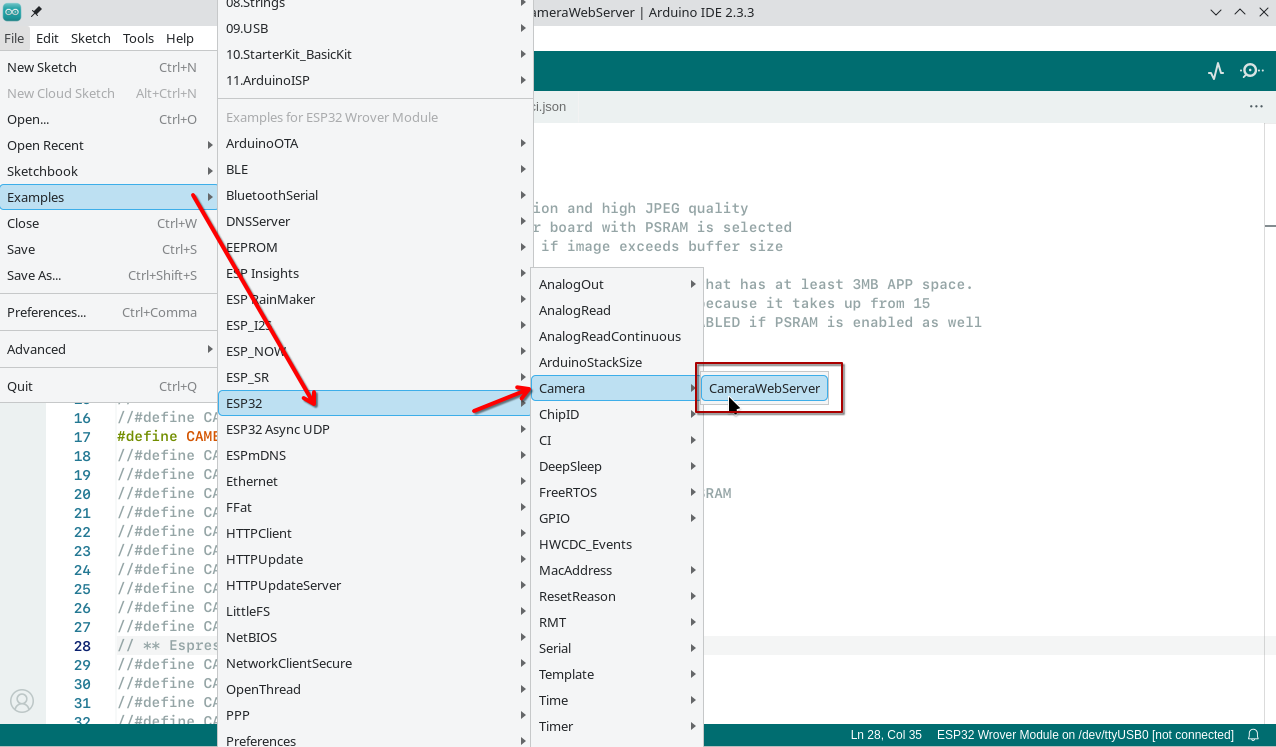 ameraWebServer | Arduino IDE 2.3.3
File Edit Sketch Tools Help
New Sketch Ctrl+N
New Cloud Sketch Alt+Ctrl+N
Open... Ctrl+O
Open Recent
Sketchbook
Examples
Close Ctrl+W
Save Ctrl+S
Save As... Ctrl+Shift+S
Preferences... Ctrl+Comma
Advanced
Quit Ctrl+Q
08.Strings
09.USB
10.StarterKit_BasicKit
11.ArduinoISP
Examples for ESP32 Wrover Module
ArduinoOTA
BLE
BluetoothSerial
DNSServer
EEPROM
ESP Insights
ESP RainMaker
ESP_I2S
ESP_NOW
ESP_SR
ESP32
ESP32 Async UDP
ESPmDNS
Ethernet
FFat
HTTPClient
HTTPUpdate
HTTPUpdateServer
LittleFS
NetBIOS
NetworkClientSecure
OpenThread
PPP
Preferences
AnalogOut
AnalogRead
AnalogReadContinuous
ArduinoStackSize
Camera
ChipID
CI
DeepSleep
FreeRTOS
GPIO
HWCDC_Events
MacAddress
ResetReason
RMT
Serial
Template
Time
Timer
CameraWebServer
ci.json
ion and high JPEG quality
r board with PSRAM is selected
if image exceeds buffer size
hat has at least 3MB APP space.
ecause it takes up from 15
BLED if PSRAM is enabled as well
16 //#define CA
17 #define CAME
18 //#define CA
19 //#define CA
20 //#define CA RAM
21 //#define CA
22 //#define CA
23 //#define CA
24 //#define CA
25 //#define CA
26 //#define CA
27 //#define CA
28 // ** Espres
29 //#define CA
30 //#define CA
31 //#define CA
32 //#define CA
Ln 28, Col 35 ESP32 Wrover Module on /dev/ttyUSB0 [not connected]